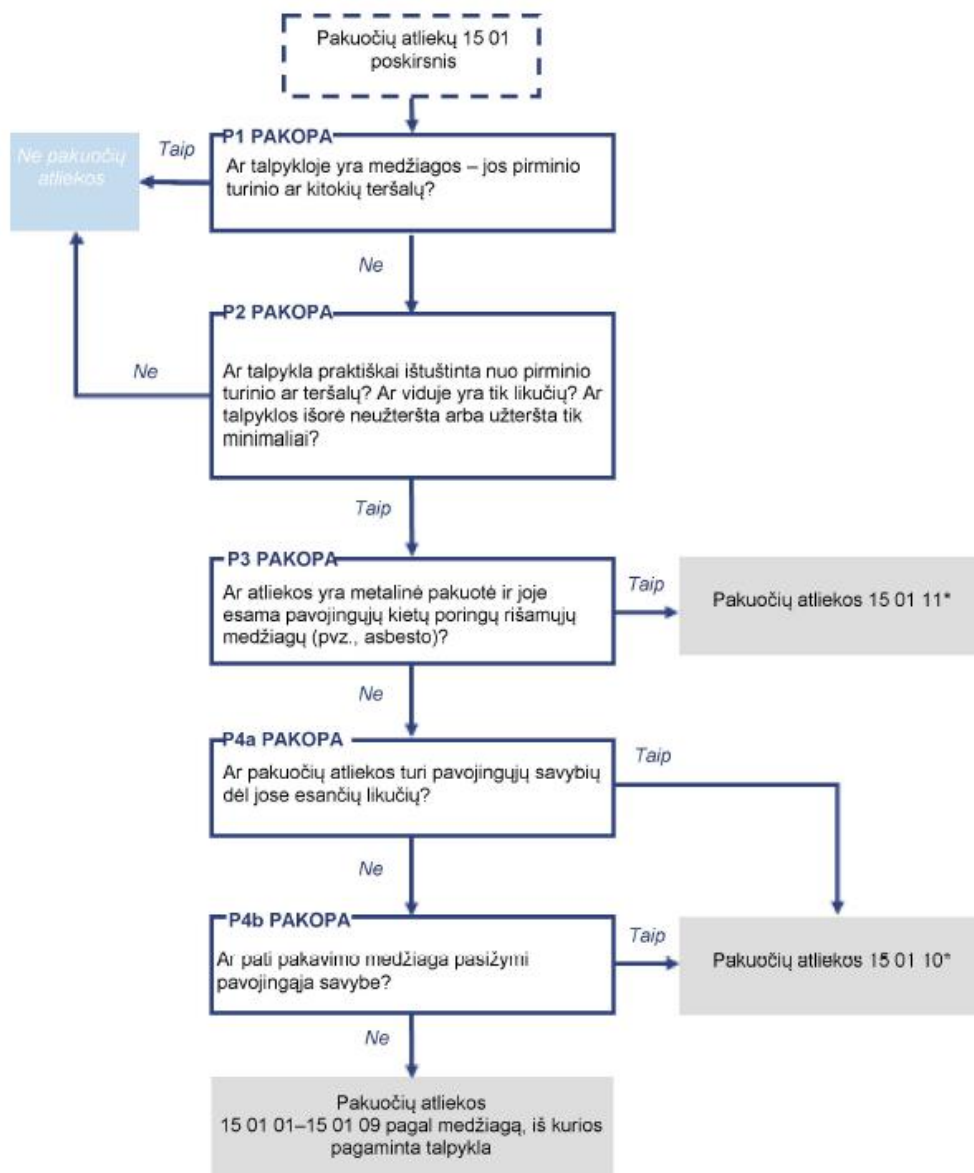 Pakuočių atliekų 15 01
poskirsnis
P1 PAKOPA
Ar talpykloje yra medžiagos – jos pirminio
turinio ar kitokių teršalų?
Taip
Ne pakuočių
atliekos
Ne
P2 PAKOPA
Ar talpykla praktiškai ištuštinta nuo pirminio
turinio ar teršalų? Ar viduje yra tik likučių? Ar
talpyklos išorė neužteršta arba užteršta tik
minimaliai?
Ne
Taip
P3 PAKOPA
Ar atliekos yra metalinė pakuotė ir joje
esama pavojingųjų kietų poringų rišamųjų
medžiagų (pvz., asbesto)?
Taip
Pakuočių atliekos 15 01 11*
Ne
P4a PAKOPA
Ar pakuočių atliekos turi pavojingųjų savybių
dėl jose esančių likučių?
Taip
Ne
P4b PAKOPA
Ar pati pakavimo medžiaga pasižymi
pavojingąja savybe?
Taip
Pakuočių atliekos 15 01 10*
Ne
Pakuočių atliekos
15 01 01–15 01 09 pagal medžiagą, iš kurios
pagaminta talpykla